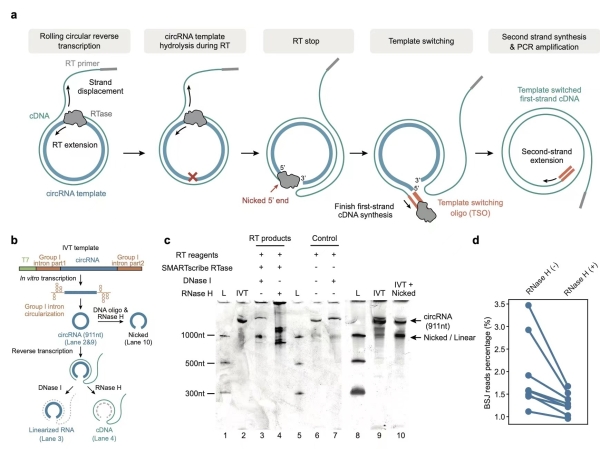 a
Rolling circular reverse
transcription
circRNA template
hydrolysis during RT
RT stop
Template switching
Second strand synthesis
& PCR amplification
RT primer
Strand
displacement
cDNA
RTase
RT extension
circRNA template
5'
3'
Nicked 5' end
5'
3'
Finish first-strand
cDNA synthesis
Template switching
oligo (TSO)
Template switched
first-strand cDNA
Second-strand
extension
b
IVT template
T7
Group I
intron part1
circRNA
Group I
intron part2
In vitro transcription
Group I intron
circularization
DNA oligo &
RNase H
circRNA (911nt)
(Lane 2&9)
Nicked
(Lane 10)
Reverse transcription
DNase I
RNase H
Linearized RNA
(Lane 3)
cDNA
(Lane 4)
c
RT products
Control
RT reagents + + + +
SMARTscribe RTase + + - -
DNase I + + - +
RNase H - + - -
L IVT L L IVT IVT +
Nicked
1000nt
500nt
300nt
circRNA
(911nt)
Nicked / Linear
1 2 3 4 5 6 7 8 9 10
d
RNase H (-)
RNase H (+)
BSJ reads percentage (%)
3.5
3.0
2.5
2.0
1.5
1.0